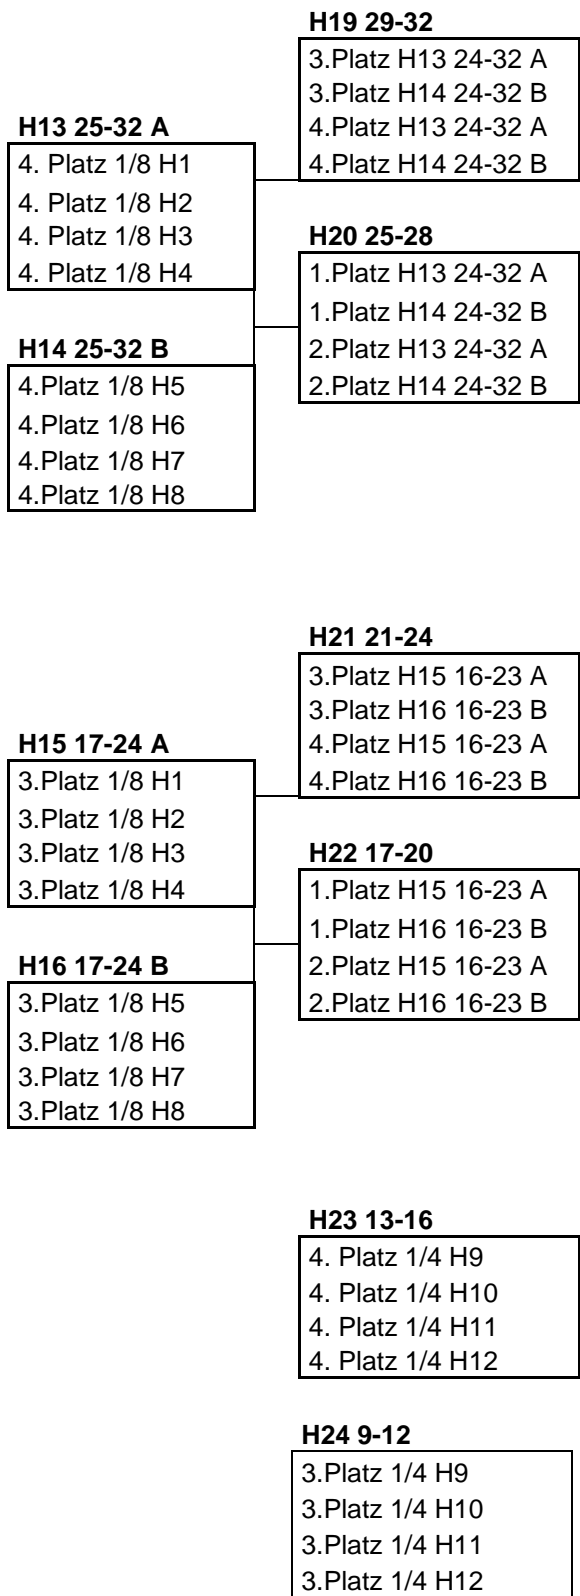 H19 29-32
3.Platz H13 24-32 A
3.Platz H14 24-32 B
4.Platz H13 24-32 A
4.Platz H14 24-32 B
H13 25-32 A
4. Platz 1/8 H1
4. Platz 1/8 H2
4. Platz 1/8 H3
4. Platz 1/8 H4
H20 25-28
1.Platz H13 24-32 A
1.Platz H14 24-32 B
2.Platz H13 24-32 A
2.Platz H14 24-32 B
H14 25-32 B
4.Platz 1/8 H5
4.Platz 1/8 H6
4.Platz 1/8 H7
4.Platz 1/8 H8
H21 21-24
3.Platz H15 16-23 A
3.Platz H16 16-23 B
4.Platz H15 16-23 A
4.Platz H16 16-23 B
H15 17-24 A
3.Platz 1/8 H1
3.Platz 1/8 H2
3.Platz 1/8 H3
3.Platz 1/8 H4
H22 17-20
1.Platz H15 16-23 A
1.Platz H16 16-23 B
2.Platz H15 16-23 A
2.Platz H16 16-23 B
H16 17-24 B
3.Platz 1/8 H5
3.Platz 1/8 H6
3.Platz 1/8 H7
3.Platz 1/8 H8
H23 13-16
4. Platz 1/4 H9
4. Platz 1/4 H10
4. Platz 1/4 H11
4. Platz 1/4 H12
H24 9-12
3.Platz 1/4 H9
3.Platz 1/4 H10
3.Platz 1/4 H11
3.Platz 1/4 H12